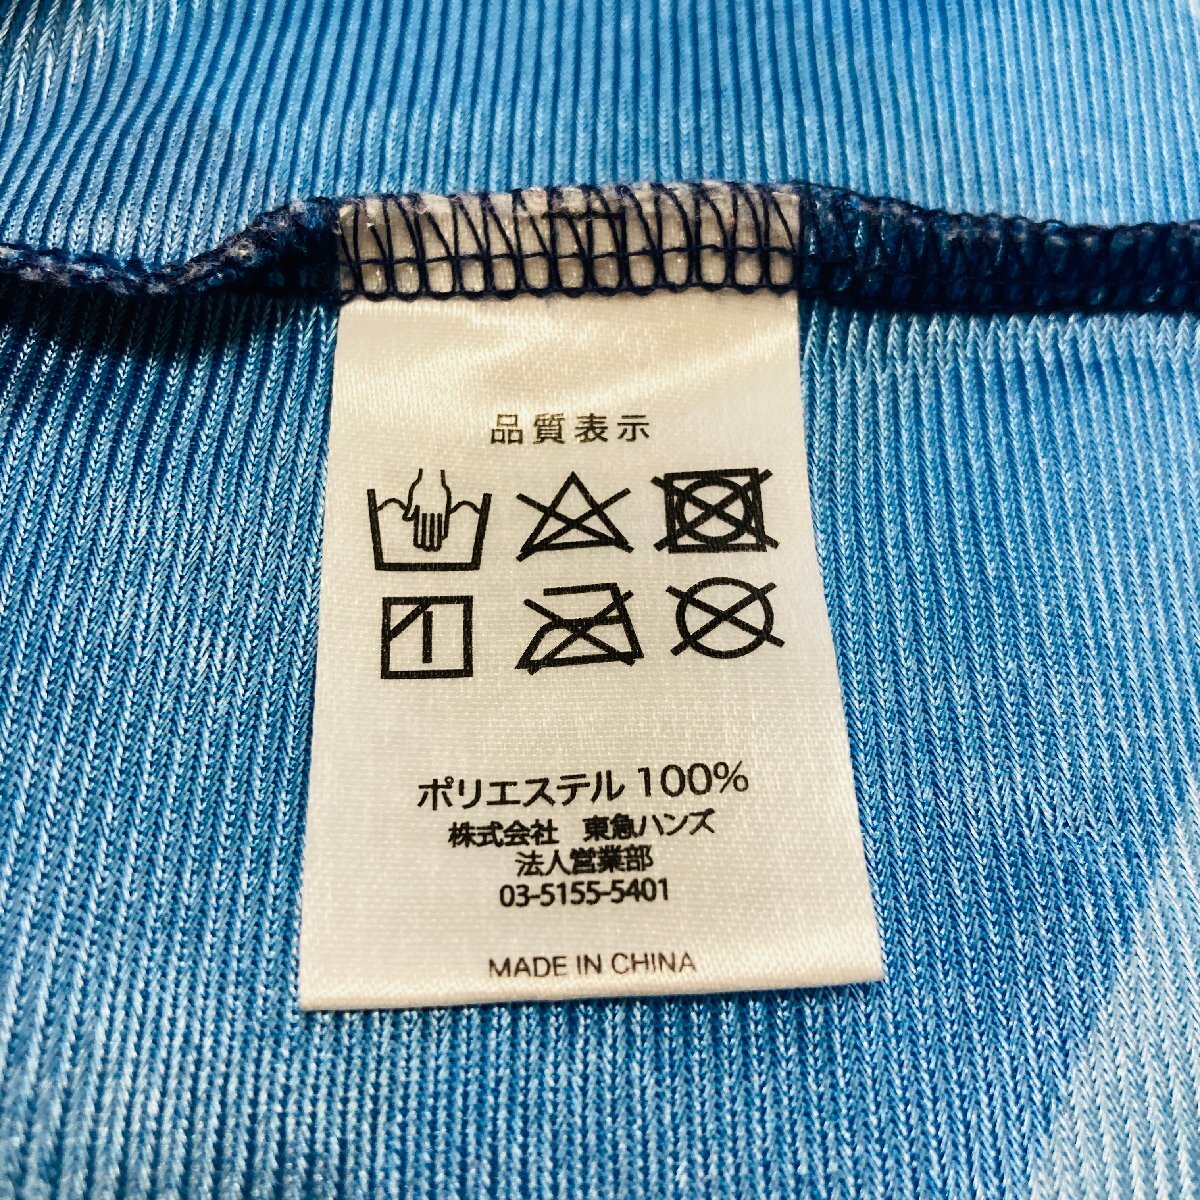 品質表示
ポリエステル 100%
株式会社 東急ハンズ
法人営業部
03-5155-5401
MADE IN CHINA